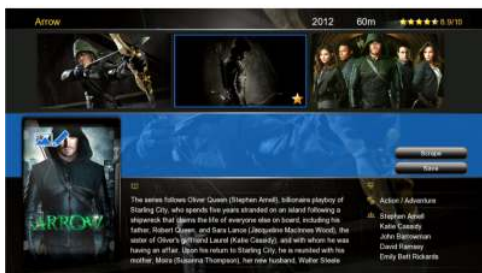 Arrow
2012
60m
8.9/10
ARROW
Scrape
Save
The series follows Oliver Queen (Stephen Amell), billionaire playboy of
Starling City, who spends five years stranded on an island following a
shipwreck that claims the life of everyone else on board, including his
father, Robert Queen, and Sara Lance (Jacqueline MacInnes Wood), the
sister of Oliver's girlfriend Laurel (Katie Cassidy), and with whom he was
having an affair. Upon his return to Starling City, he is reunited with his
mother, Moira (Susanna Thompson), her new husband, Walter Steele
Action / Adventure
Stephen Amell
Katie Cassidy
John Barrowman
David Ramsey
Emily Bett Rickards